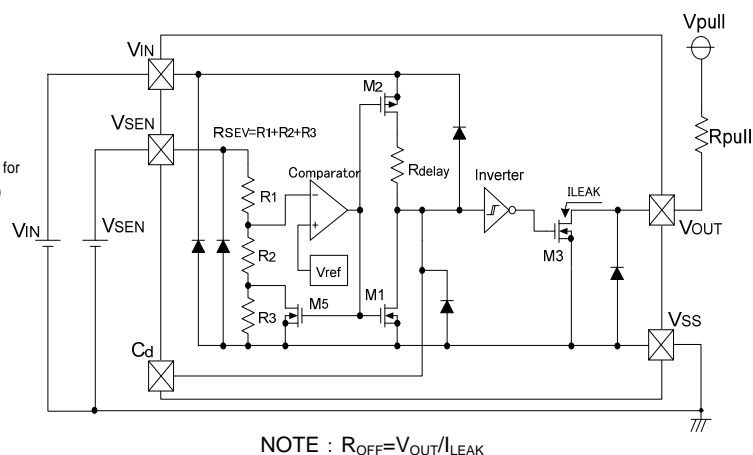 Vpull
VIN
M2
VSEN
RSEV=R1+R2+R3
Rpull
for
)
Comparator
Rdelay
Inverter
R1
ILEAK
VIN
VSEN
R2
Vref
M3
VOUT
M5
M1
R3
VSS
Cd
NOTE : ROFF=VOUT/ILEAK